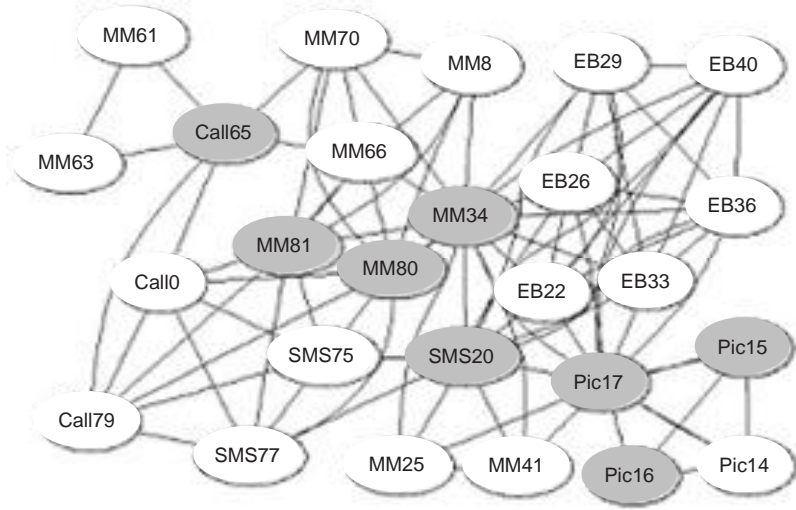 MM61
MM70
MM8
EB29
EB40
Call65
MM63
MM66
EB26
MM34
EB36
MM81
MM80
Call0
EB22
EB33
SMS75
SMS20
Pic15
Pic17
Call79
SMS77
MM25
MM41
Pic16
Pic14